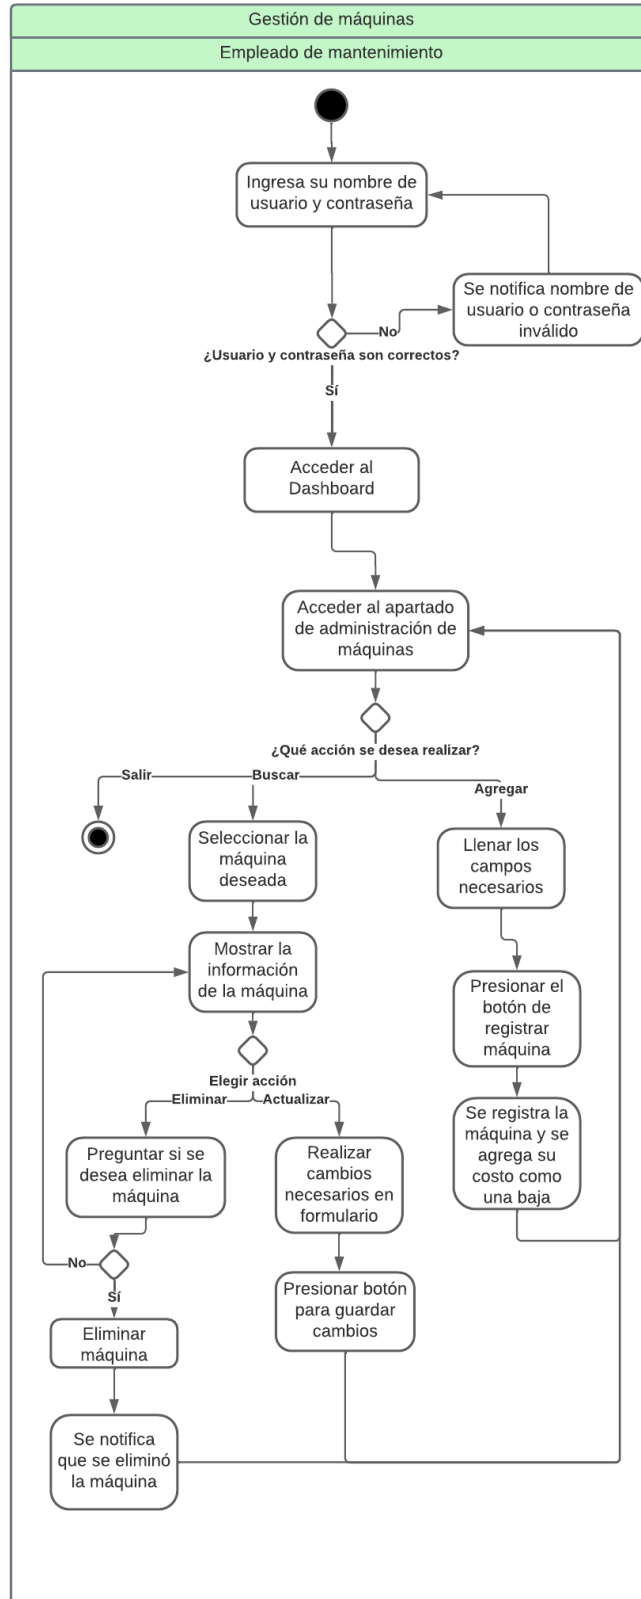 Gestión de máquinas
Empleado de mantenimiento
Ingresa su nombre de
usuario y contraseña
Se notifica nombre de
usuario o contraseña
inválido
No
¿Usuario y contraseña son correctos?
Sí
Acceder al
Dashboard
Acceder al apartado
de administración de
máquinas
¿Qué acción se desea realizar?
Salir
Buscar
Agregar
Seleccionar la
máquina
deseada
Llenar los
campos
necesarios
Mostrar la
información
de la máquina
Presionar el
botón de
registrar
máquina
Elegir acción
Eliminar
Actualizar
Se registra la
máquina y se
agrega su
costo como
una baja
Preguntar si se
desea eliminar la
máquina
Realizar
cambios
necesarios en
formulario
No
Sí
Presionar botón
para guardar
cambios
Eliminar
máquina
Se notifica
que se eliminó
la máquina